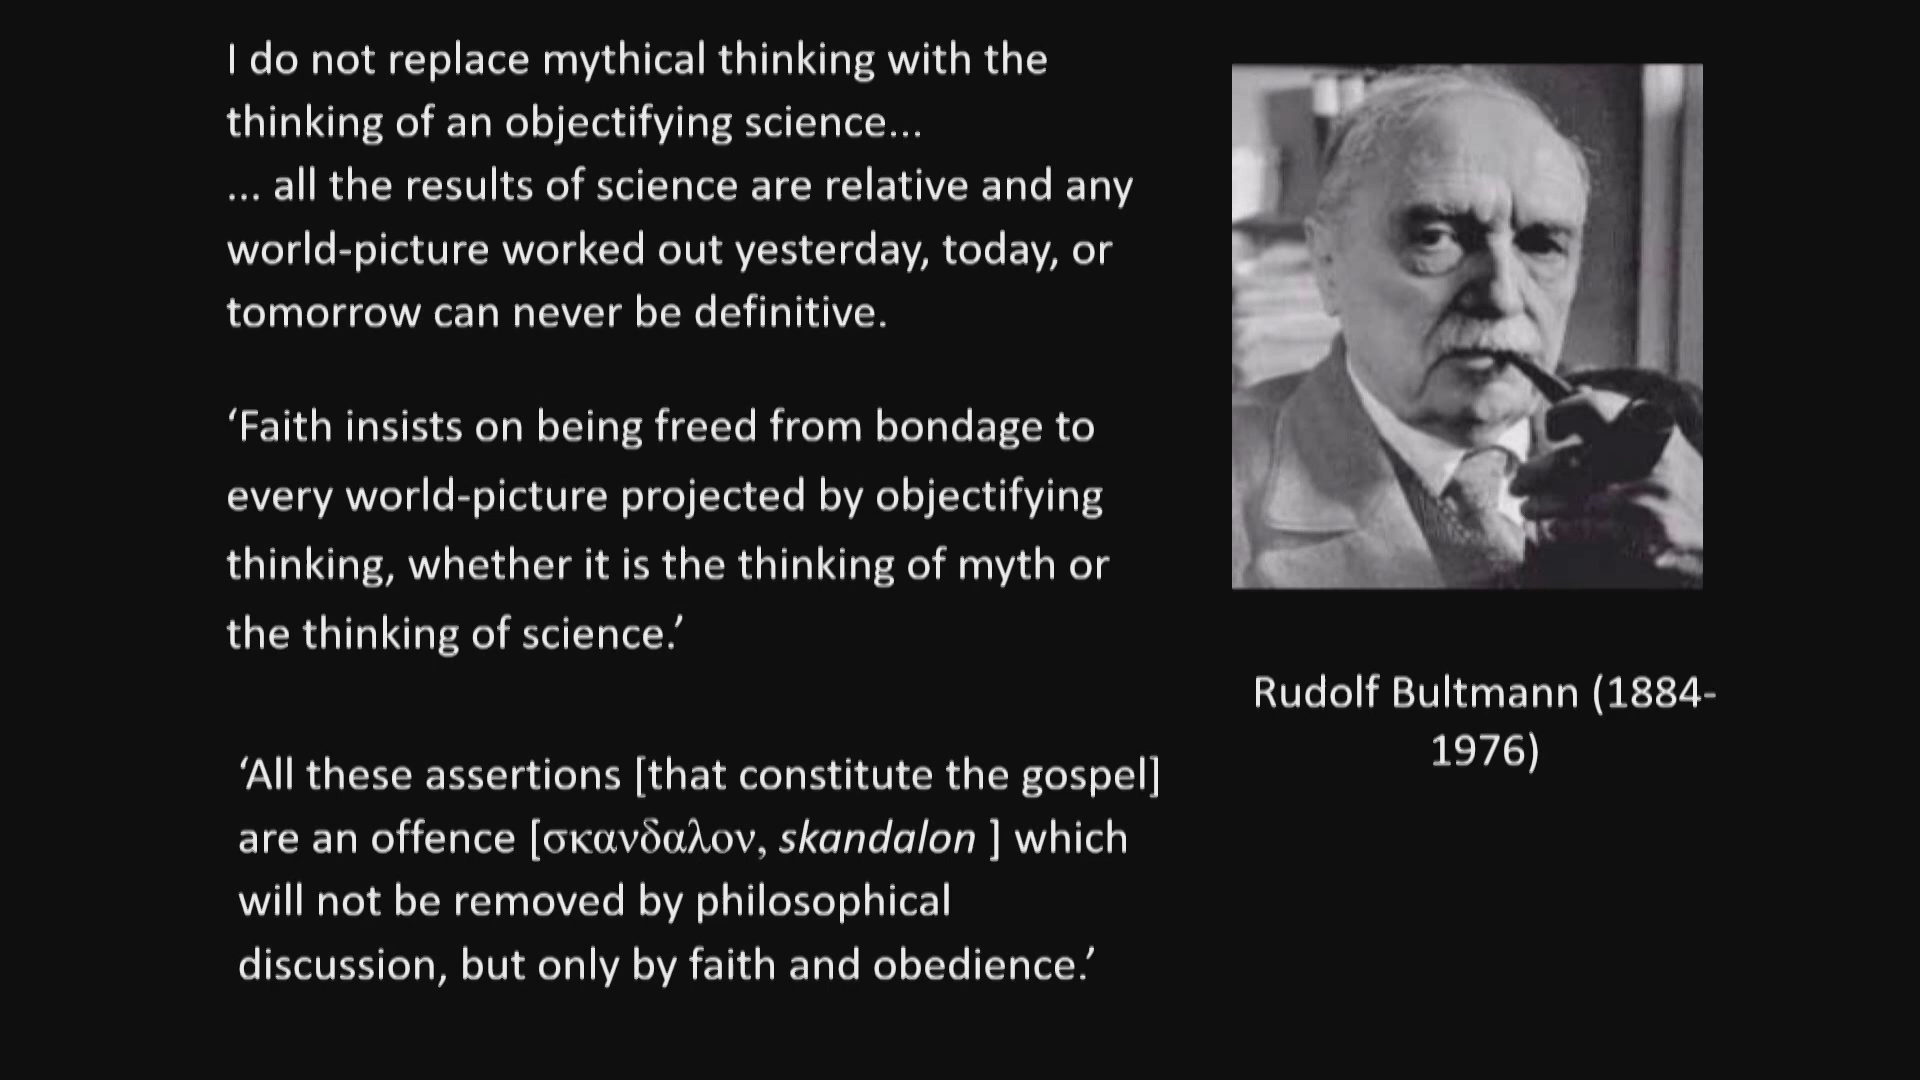 I do not replace mythical thinking with the
thinking of an objectifying science...
... all the results of science are relative and any
world-picture worked out yesterday, today, or
tomorrow can never be definitive.
‘Faith insists on being freed from bondage to
every world-picture projected by objectifying
thinking, whether it is the thinking of myth or
the thinking of science.’
‘All these assertions [that constitute the gospel]
are an offence [σκανδαλον, skandalon ] which
will not be removed by philosophical
discussion, but only by faith and obedience.’
Rudolf Bultmann (1884-
1976)